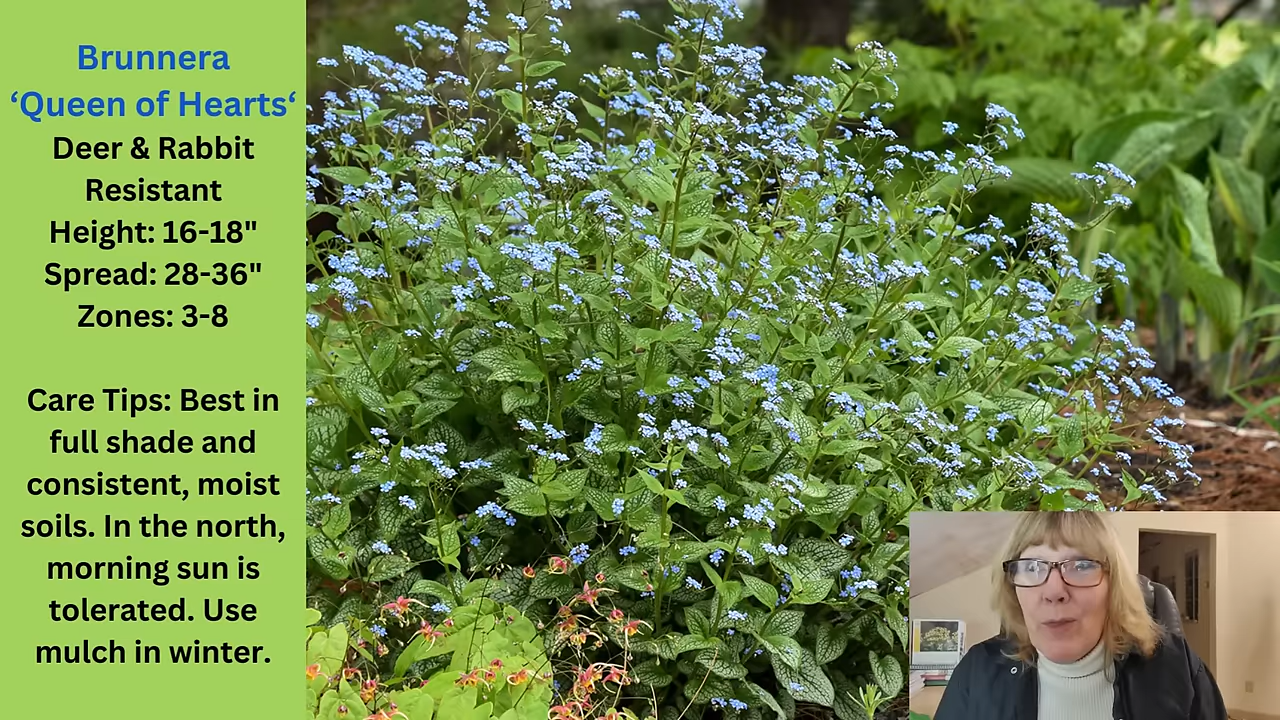 Brunnera
‘Queen of Hearts‘
Deer & Rabbit
Resistant
Height: 16-18"
Spread: 28-36"
Zones: 3-8
Care Tips: Best in
full shade and
consistent, moist
soils. In the north,
morning sun is
tolerated. Use
mulch in winter.